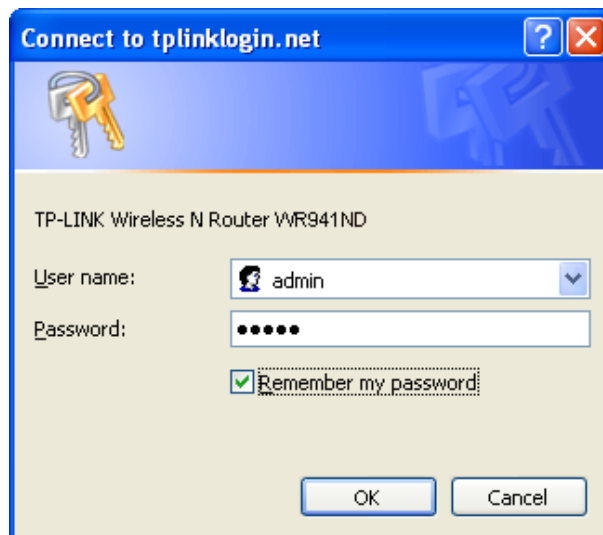 Connect to tplinklogin.net
TP-LINK Wireless N Router WR941ND
User name: admin
Password: •••••
Remember my password
OK Cancel